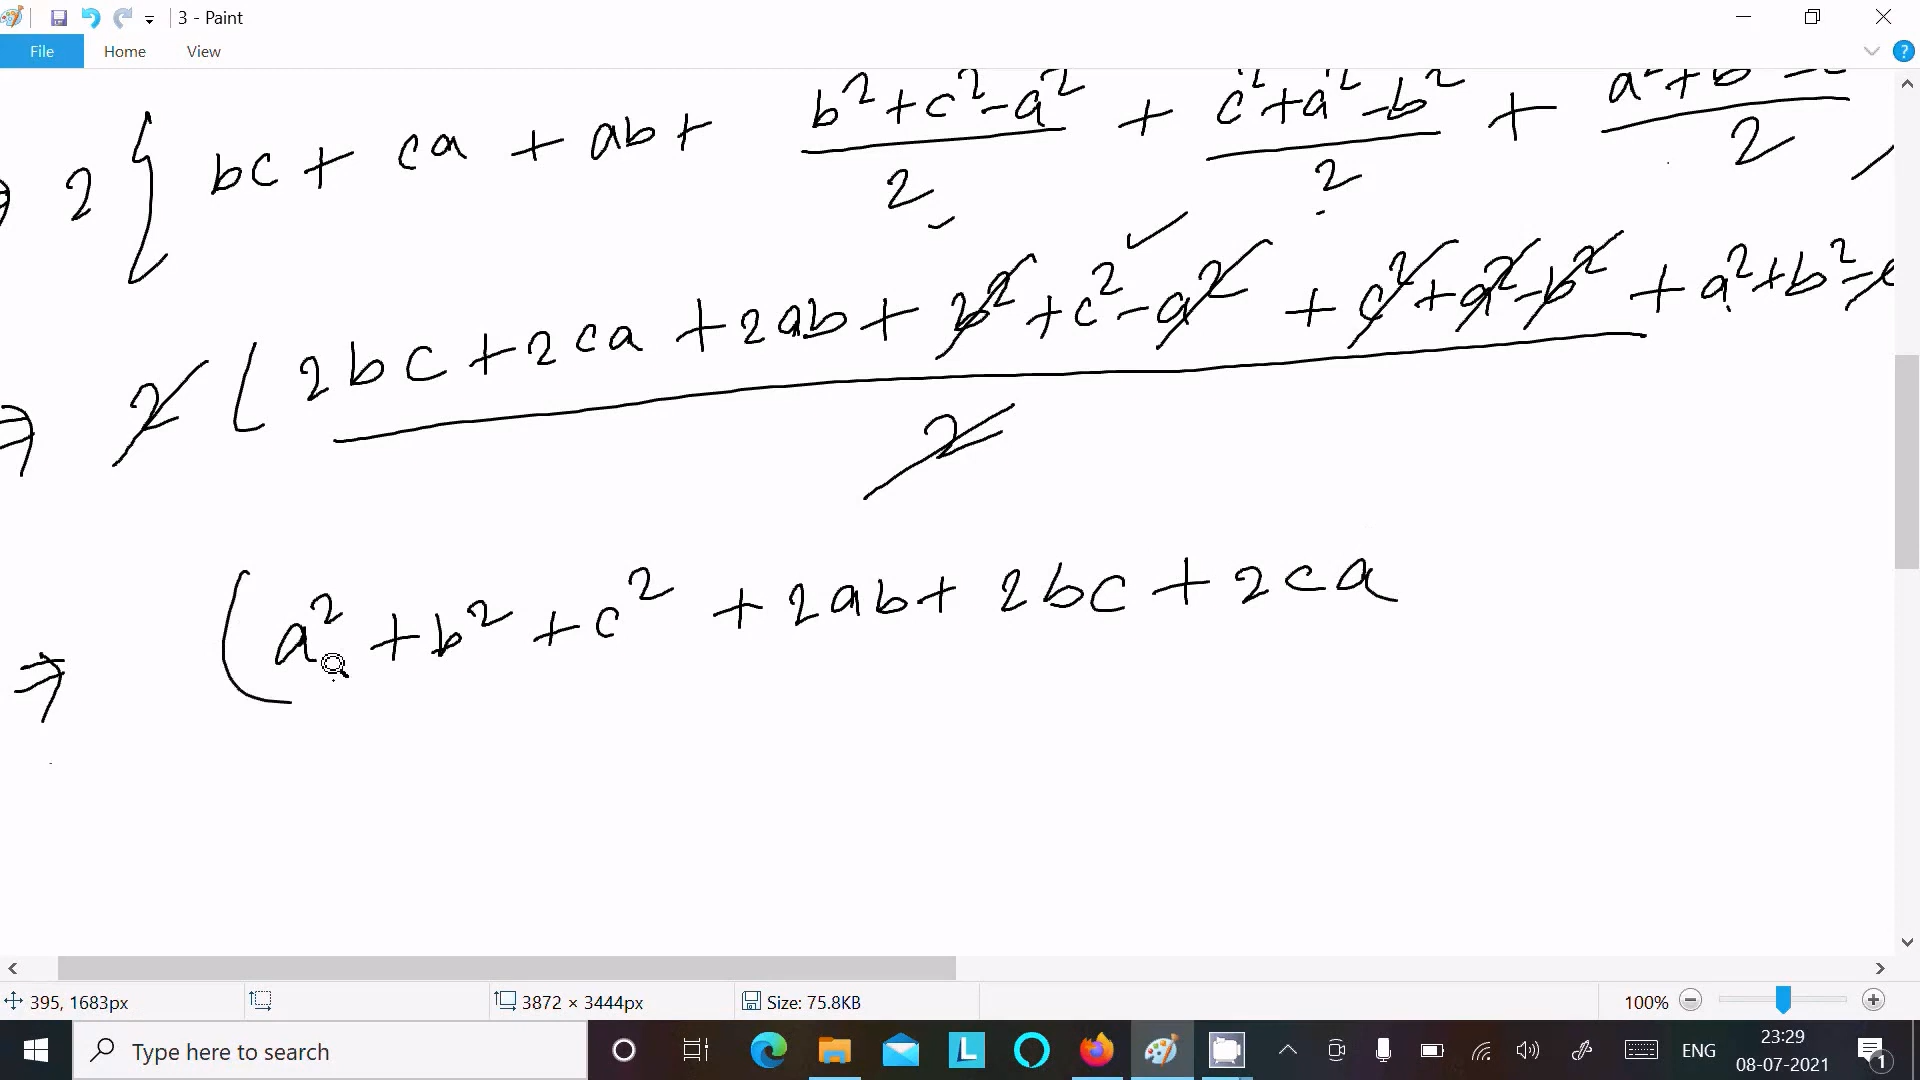 3 - Paint
File Home View
⇒ 2 { bc + ca + ab + (b² + c² - a²)/2 + (c² + a² - b²)/2 + (a² + b² -)/2
⇒ 2 ( (2bc + 2ca + 2ab + b² + c² - a² + c² + a² - b² + a² + b² - c)/2
⇒ (a² + b² + c² + 2ab + 2bc + 2ca
395, 1683px 3872 × 3444px Size: 75.8KB 100%
Type here to search L ENG 23:29
08-07-2021 1